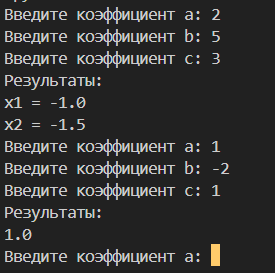 Введите коэффициент a: 2
Введите коэффициент b: 5
Введите коэффициент c: 3
Результаты:
x1 = -1.0
x2 = -1.5
Введите коэффициент a: 1
Введите коэффициент b: -2
Введите коэффициент c: 1
Результаты:
1.0
Введите коэффициент a: